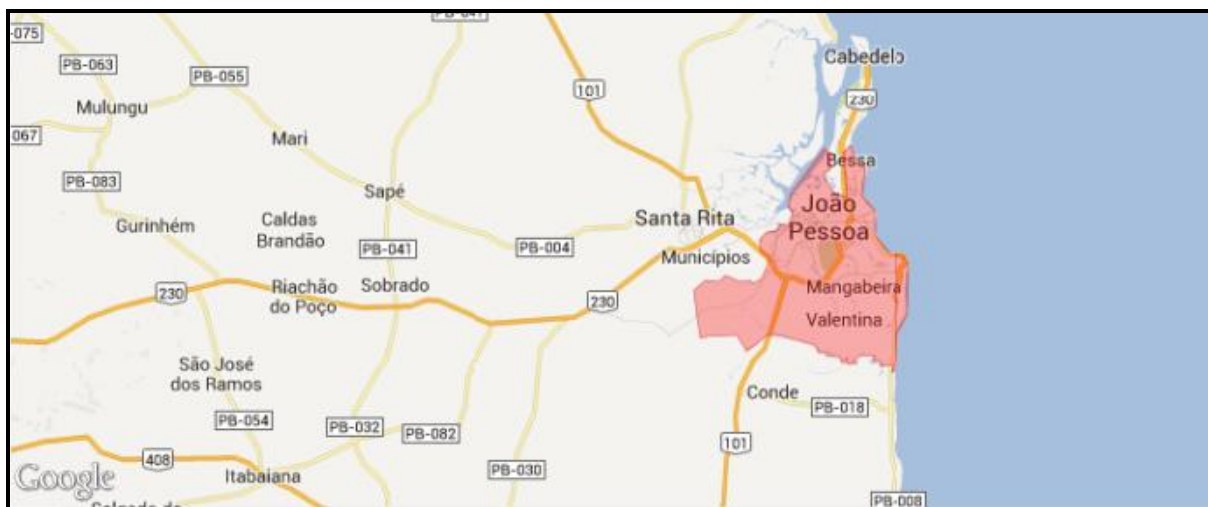 PB-041
-075
Cabedelo
PB-063
PB-055
101
230
Mulungu
067
Mari
Bessa
PB-083
Sapé
João
Pessoa
Santa Rita
Gurinhém
Caldas
Brandão
PB-041
PB-004
Municípios
230
Riachão
do Poço
Sobrado
230
Mangabeira
Valentina
São José
dos Ramos
Conde
PB-018
PB-054
PB-032
PB-082
101
408
Itabaiana
PB-030
Google
PB-008
Salgado de